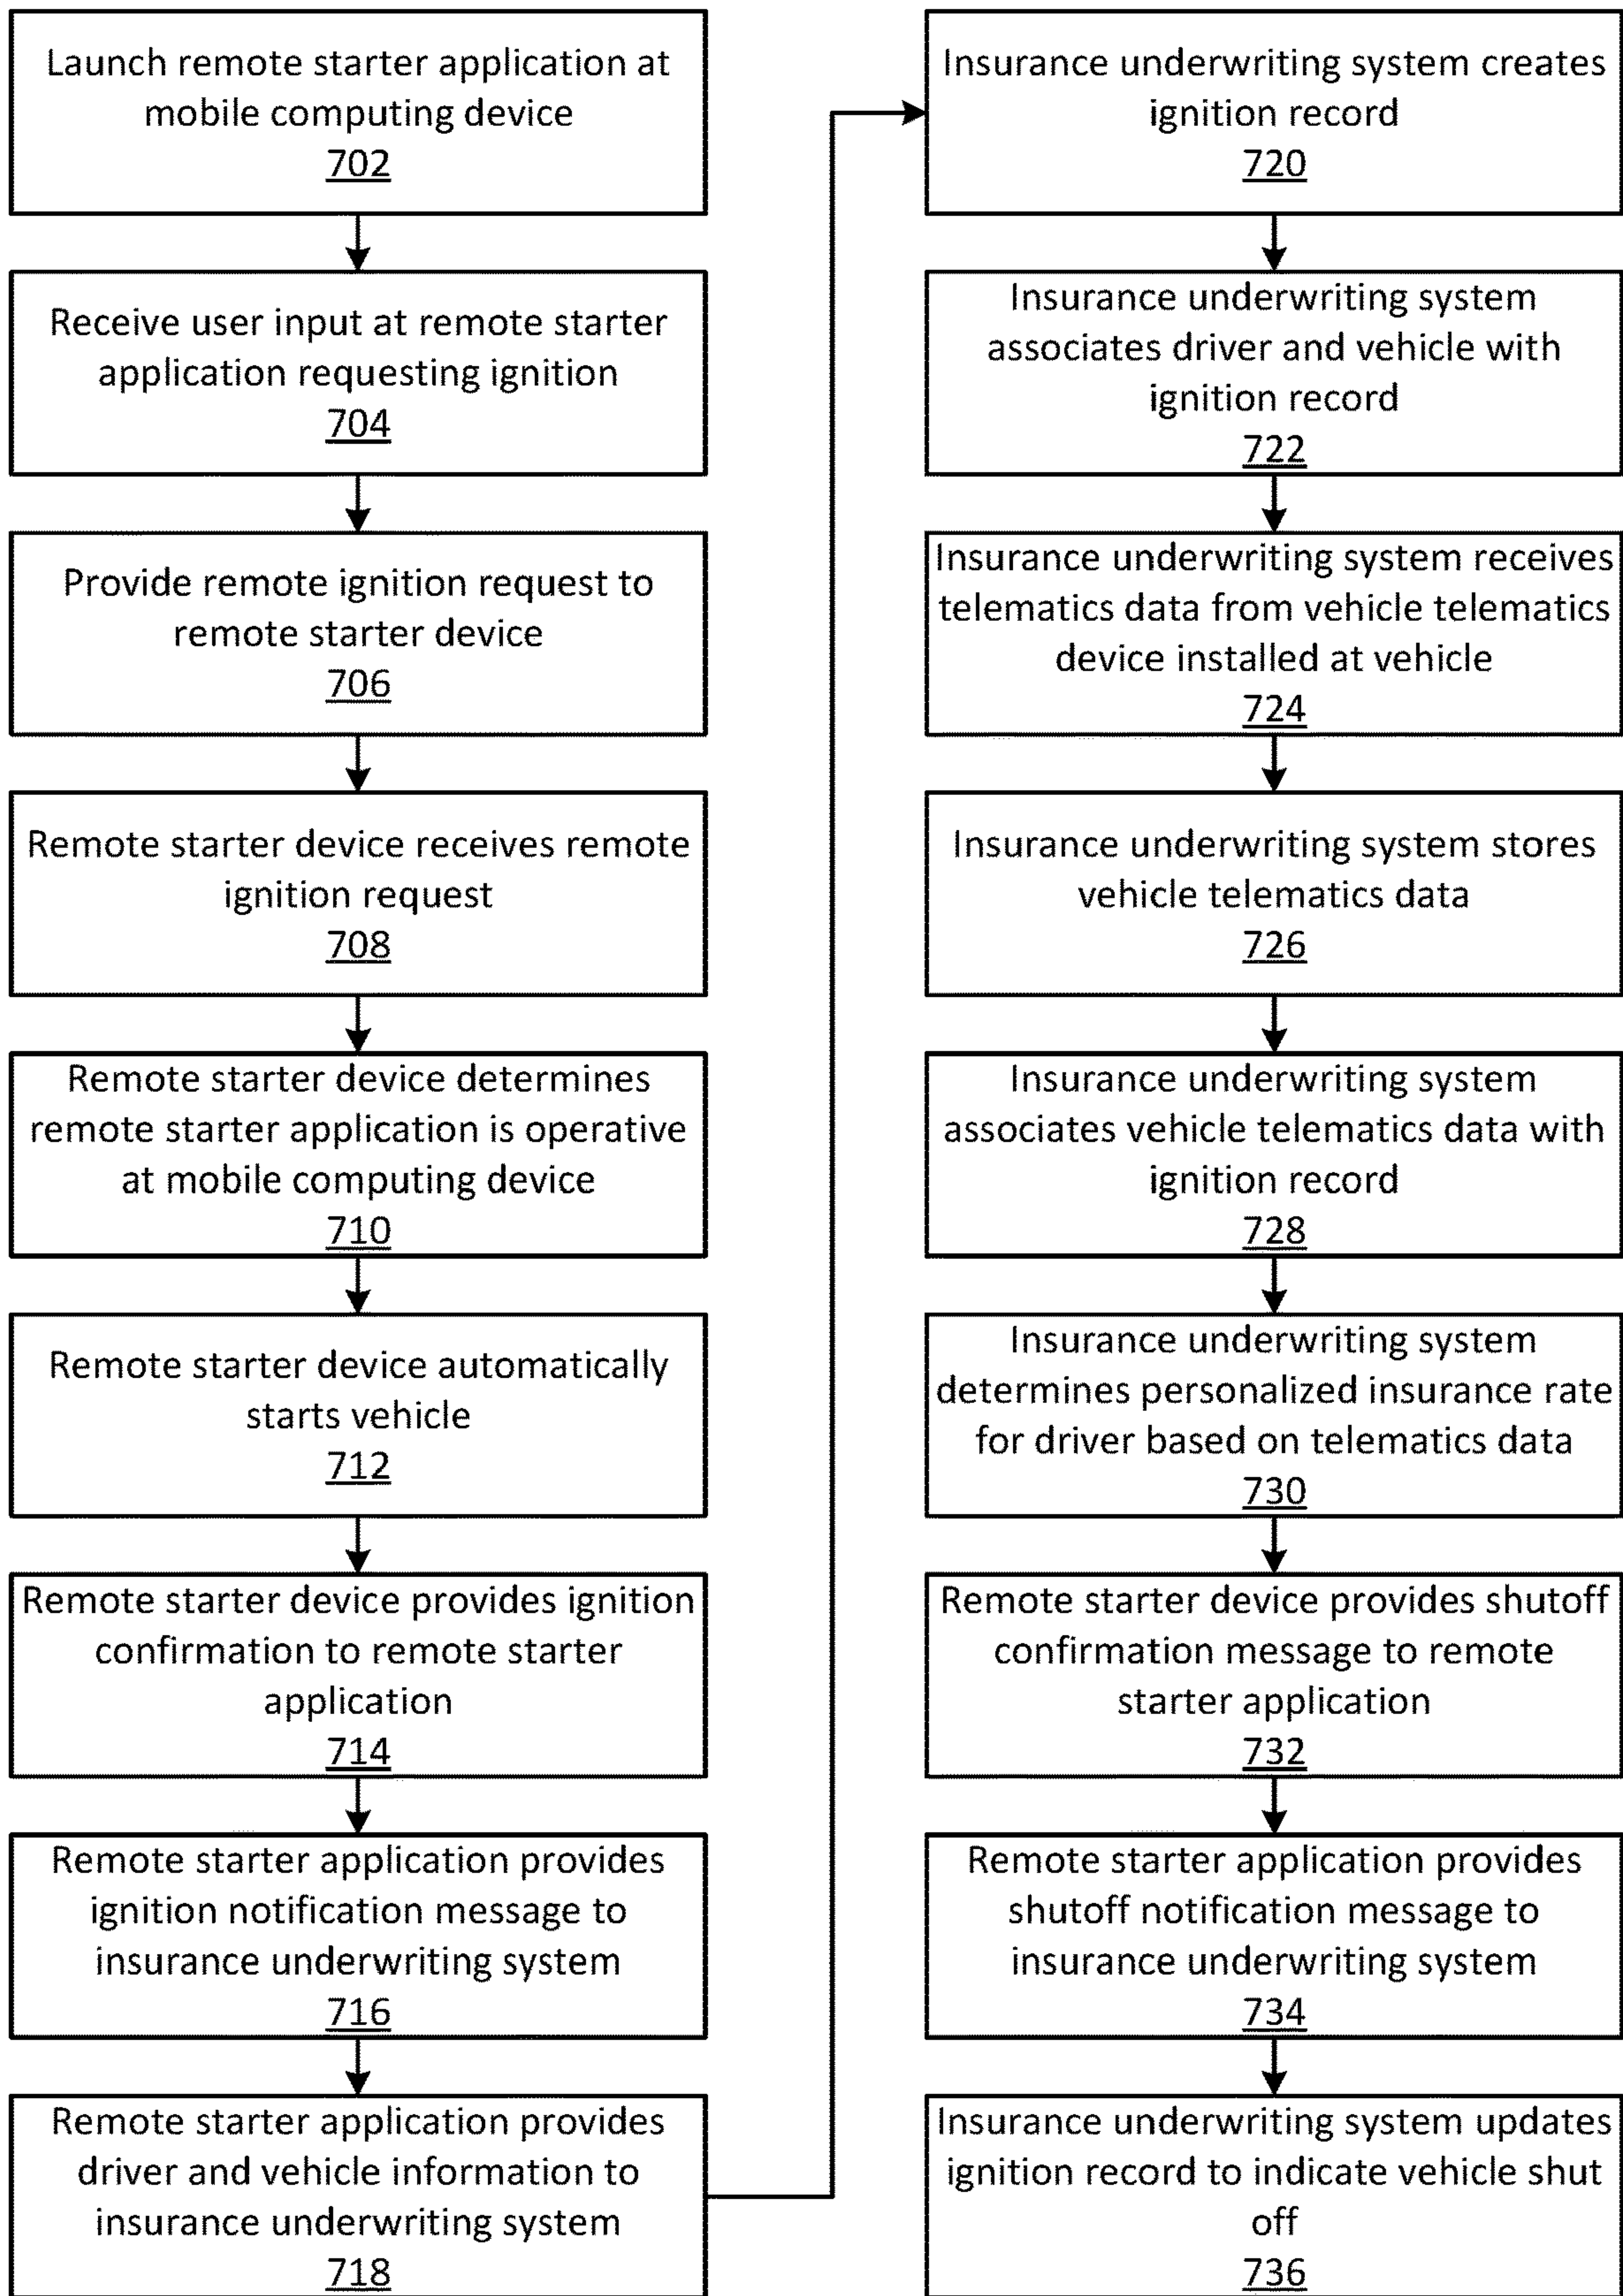 Launch remote starter application at
mobile computing device
702
Receive user input at remote starter
application requesting ignition
704
Provide remote ignition request to
remote starter device
706
Remote starter device receives remote
ignition request
708
Remote starter device determines
remote starter application is operative
at mobile computing device
710
Remote starter device automatically
starts vehicle
712
Remote starter device provides ignition
confirmation to remote starter
application
714
Remote starter application provides
ignition notification message to
insurance underwriting system
716
Remote starter application provides
driver and vehicle information to
insurance underwriting system
718
Insurance underwriting system creates
ignition record
720
Insurance underwriting system
associates driver and vehicle with
ignition record
722
Insurance underwriting system receives
telematics data from vehicle telematics
device installed at vehicle
724
Insurance underwriting system stores
vehicle telematics data
726
Insurance underwriting system
associates vehicle telematics data with
ignition record
728
Insurance underwriting system
determines personalized insurance rate
for driver based on telematics data
730
Remote starter device provides shutoff
confirmation message to remote
starter application
732
Remote starter application provides
shutoff notification message to
insurance underwriting system
734
Insurance underwriting system updates
ignition record to indicate vehicle shut
off
736